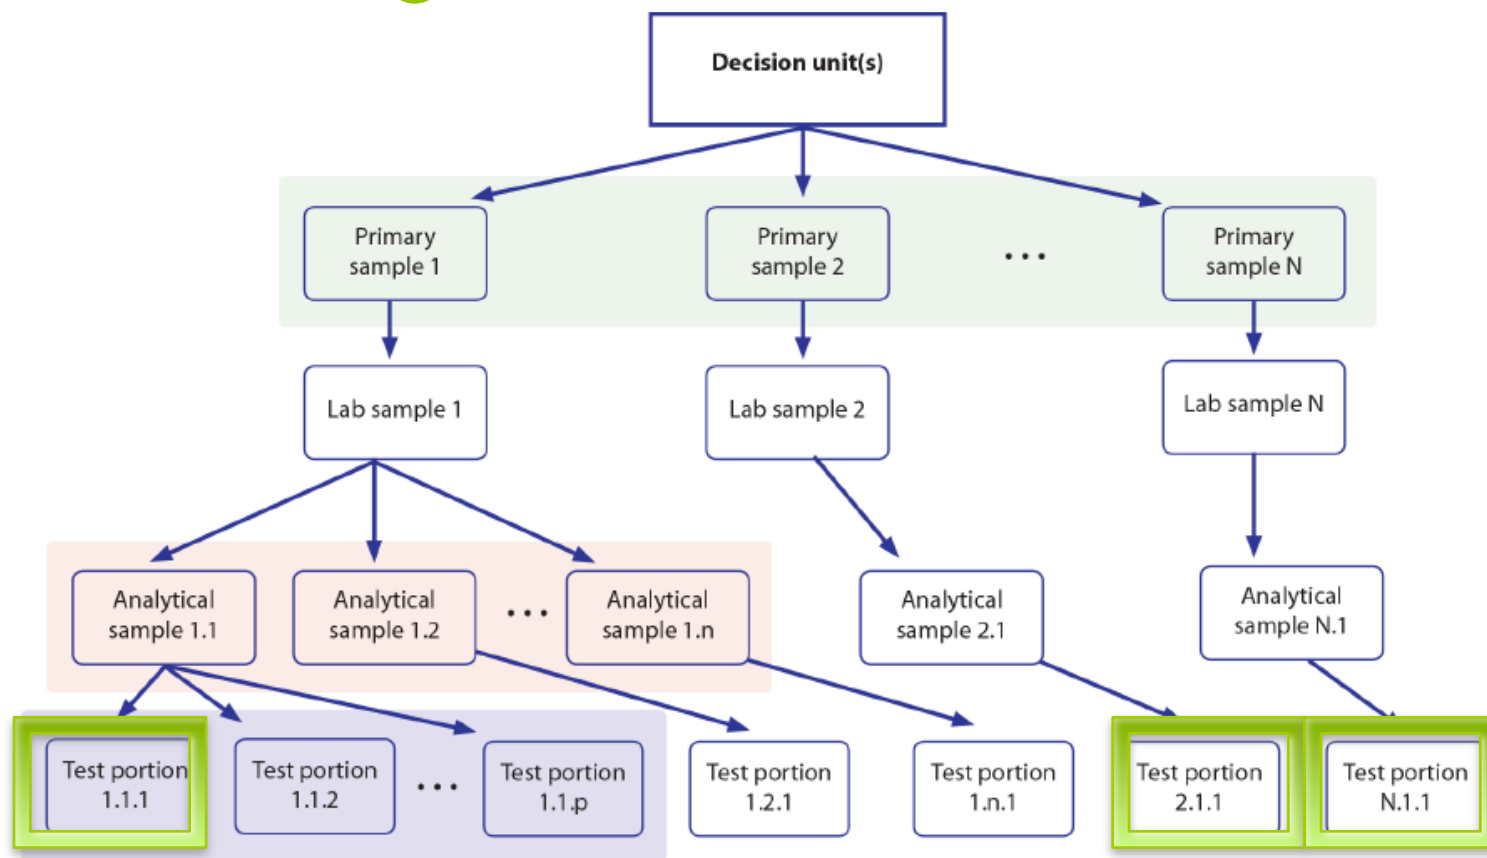 Decision unit(s)
Primary
sample 1
Primary
sample 2
...
Primary
sample N
Lab sample 1
Lab sample 2
Lab sample N
Analytical
sample 1.1
Analytical
sample 1.2
...
Analytical
sample 1.n
Analytical
sample 2.1
Analytical
sample N.1
Test portion
1.1.1
Test portion
1.1.2
...
Test portion
1.1.p
Test portion
1.2.1
Test portion
1.n.1
Test portion
2.1.1
Test portion
N.1.1